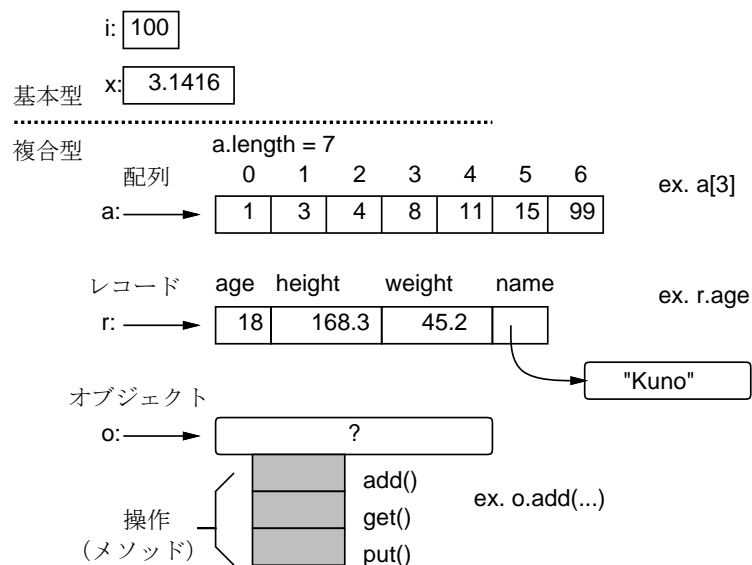 i: 100
x: 3.1416
基本型
複合型
a.length = 7
配列
0 1 2 3 4 5 6
ex. a[3]
a: 1 3 4 8 11 15 99
レコード
age height weight name
ex. r.age
r: 18 168.3 45.2
"Kuno"
オブジェクト
o: ?
add()
ex. o.add(...)
操作
get()
(メソッド)
put()